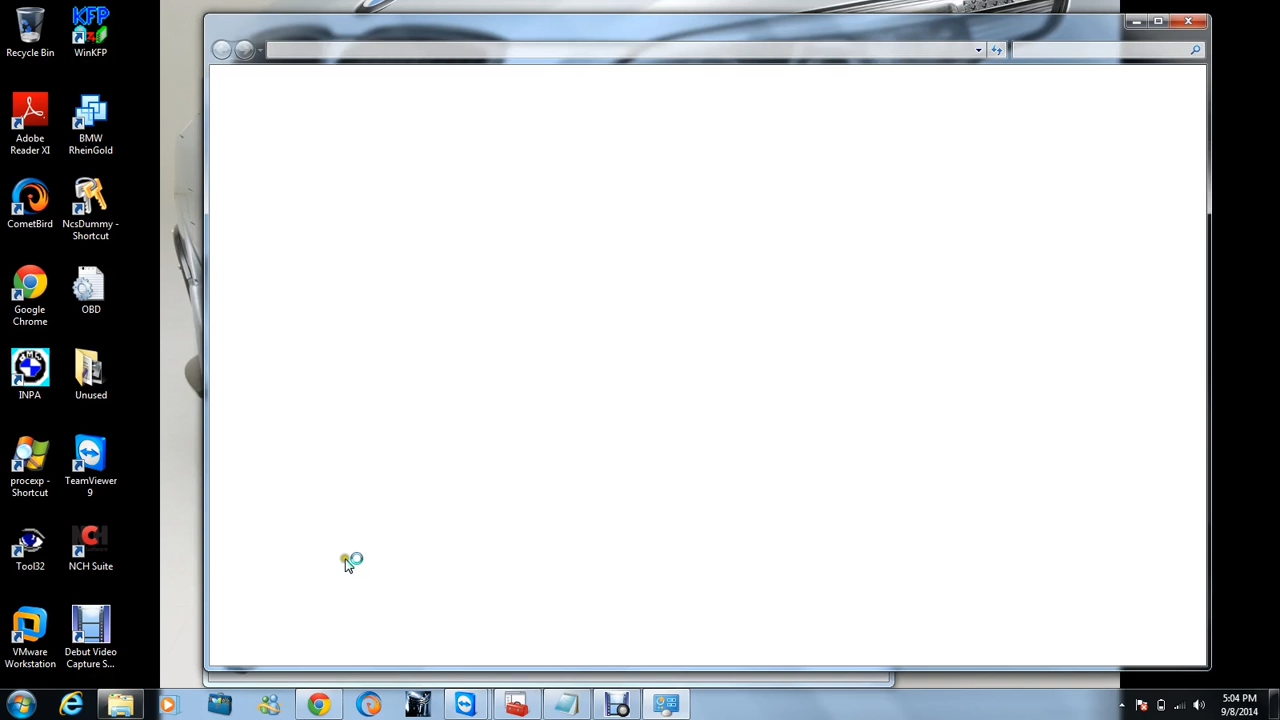 Recycle Bin
KFP
WinKFP
Adobe
Reader XI
BMW
RheinGold
CometBird
NcsDummy -
Shortcut
Google
Chrome
OBD
INPA
Unused
procexp -
Shortcut
TeamViewer
9
Tool32
NCH
NCH Suite
VMware
Workstation
Debut Video
Capture S...
5:04 PM
9/8/2014